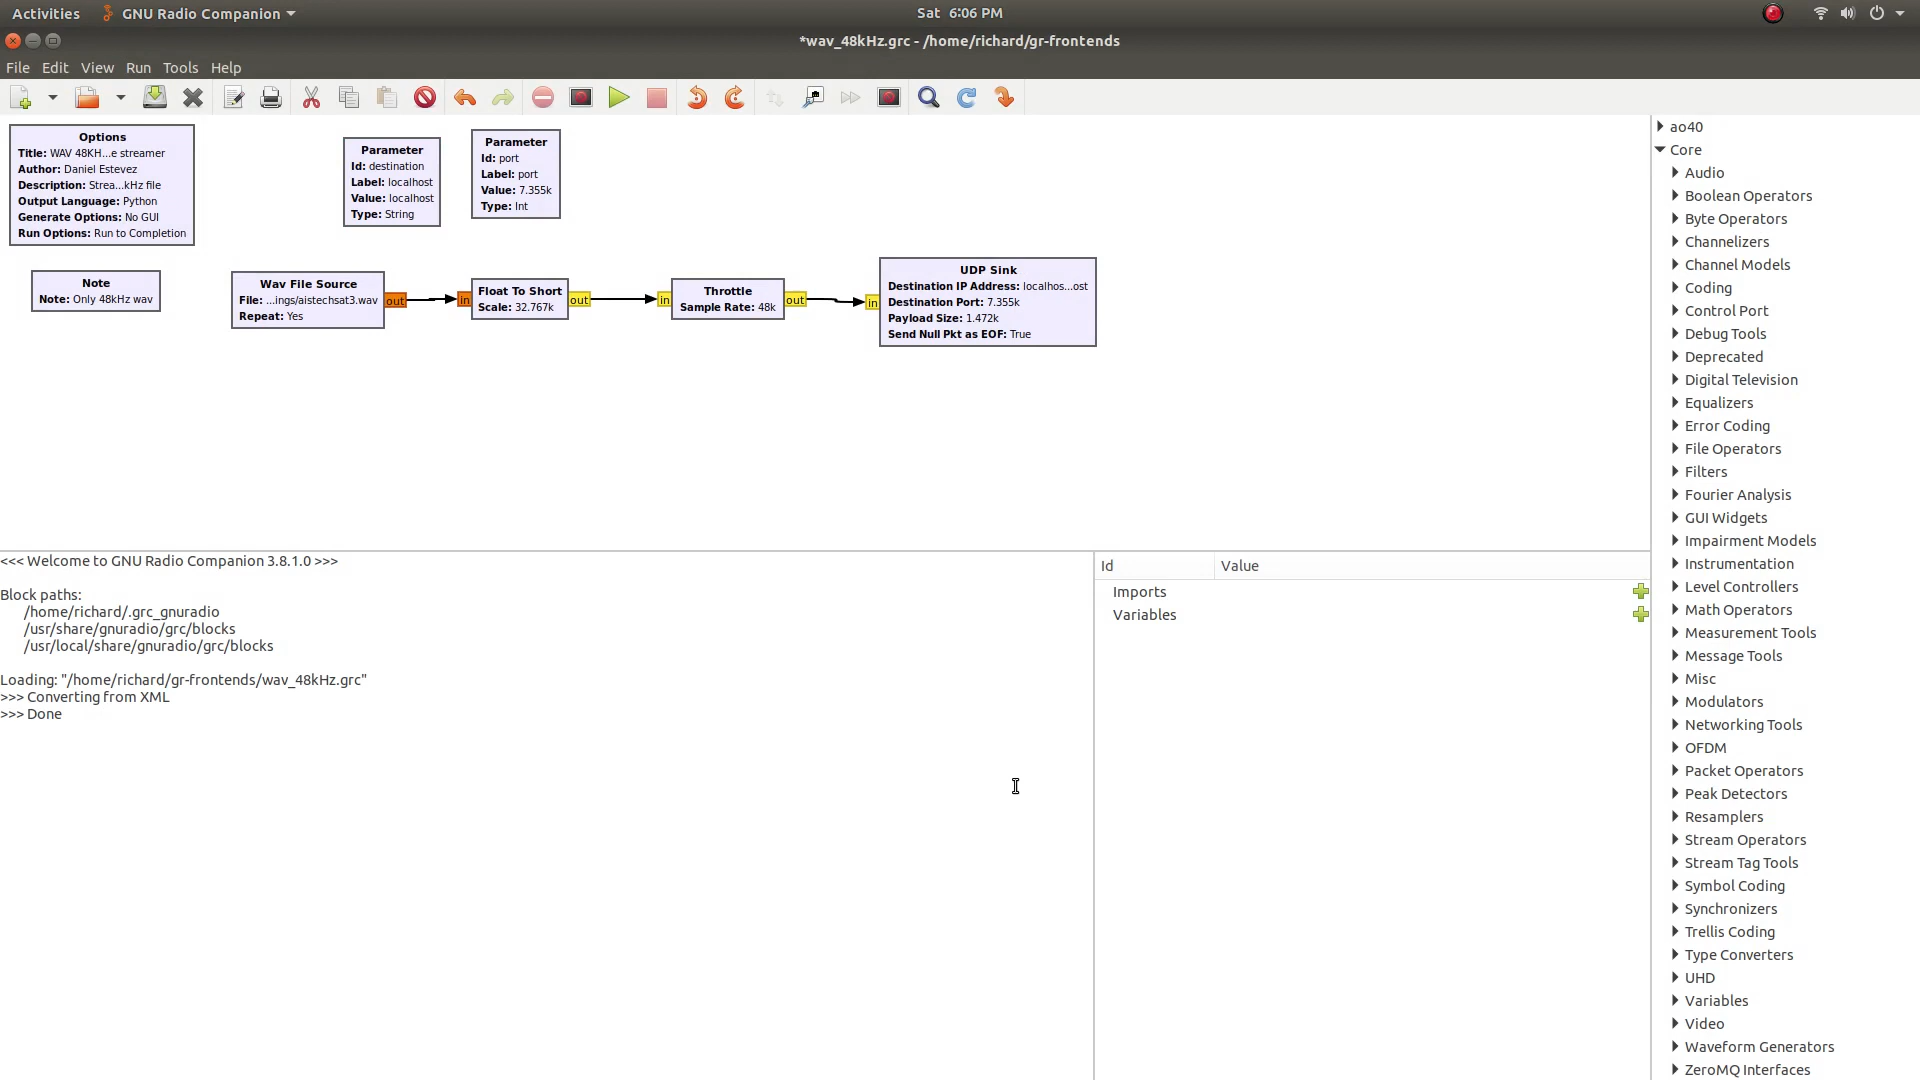 Activities
GNU Radio Companion
Sat 6:06 PM
*wav_48kHz.grc - /home/richard/gr-frontends
File Edit View Run Tools Help
Options
Title: WAV 48KH...e streamer
Author: Daniel Estevez
Description: Strea...kHz file
Output Language: Python
Generate Options: No GUI
Run Options: Run to Completion
Parameter
Id: destination
Label: localhost
Value: localhost
Type: String
Parameter
Id: port
Label: port
Value: 7.355k
Type: Int
Note
Note: Only 48kHz wav
Wav File Source
File: ...ings/aistechsat3.wav
Repeat: Yes
out
in
Float To Short
Scale: 32.767k
out
in
Throttle
Sample Rate: 48k
out
in
UDP Sink
Destination IP Address: localhos...ost
Destination Port: 7.355k
Payload Size: 1.472k
Send Null Pkt as EOF: True
<<< Welcome to GNU Radio Companion 3.8.1.0 >>>
Block paths:
/home/richard/.grc_gnuradio
/usr/share/gnuradio/grc/blocks
/usr/local/share/gnuradio/grc/blocks
Loading: "/home/richard/gr-frontends/wav_48kHz.grc"
>>> Converting from XML
>>> Done
Id Value
Imports
Variables
ao40
Core
Audio
Boolean Operators
Byte Operators
Channelizers
Channel Models
Coding
Control Port
Debug Tools
Deprecated
Digital Television
Equalizers
Error Coding
File Operators
Filters
Fourier Analysis
GUI Widgets
Impairment Models
Instrumentation
Level Controllers
Math Operators
Measurement Tools
Message Tools
Misc
Modulators
Networking Tools
OFDM
Packet Operators
Peak Detectors
Resamplers
Stream Operators
Stream Tag Tools
Symbol Coding
Synchronizers
Trellis Coding
Type Converters
UHD
Variables
Video
Waveform Generators
ZeroMQ Interfaces